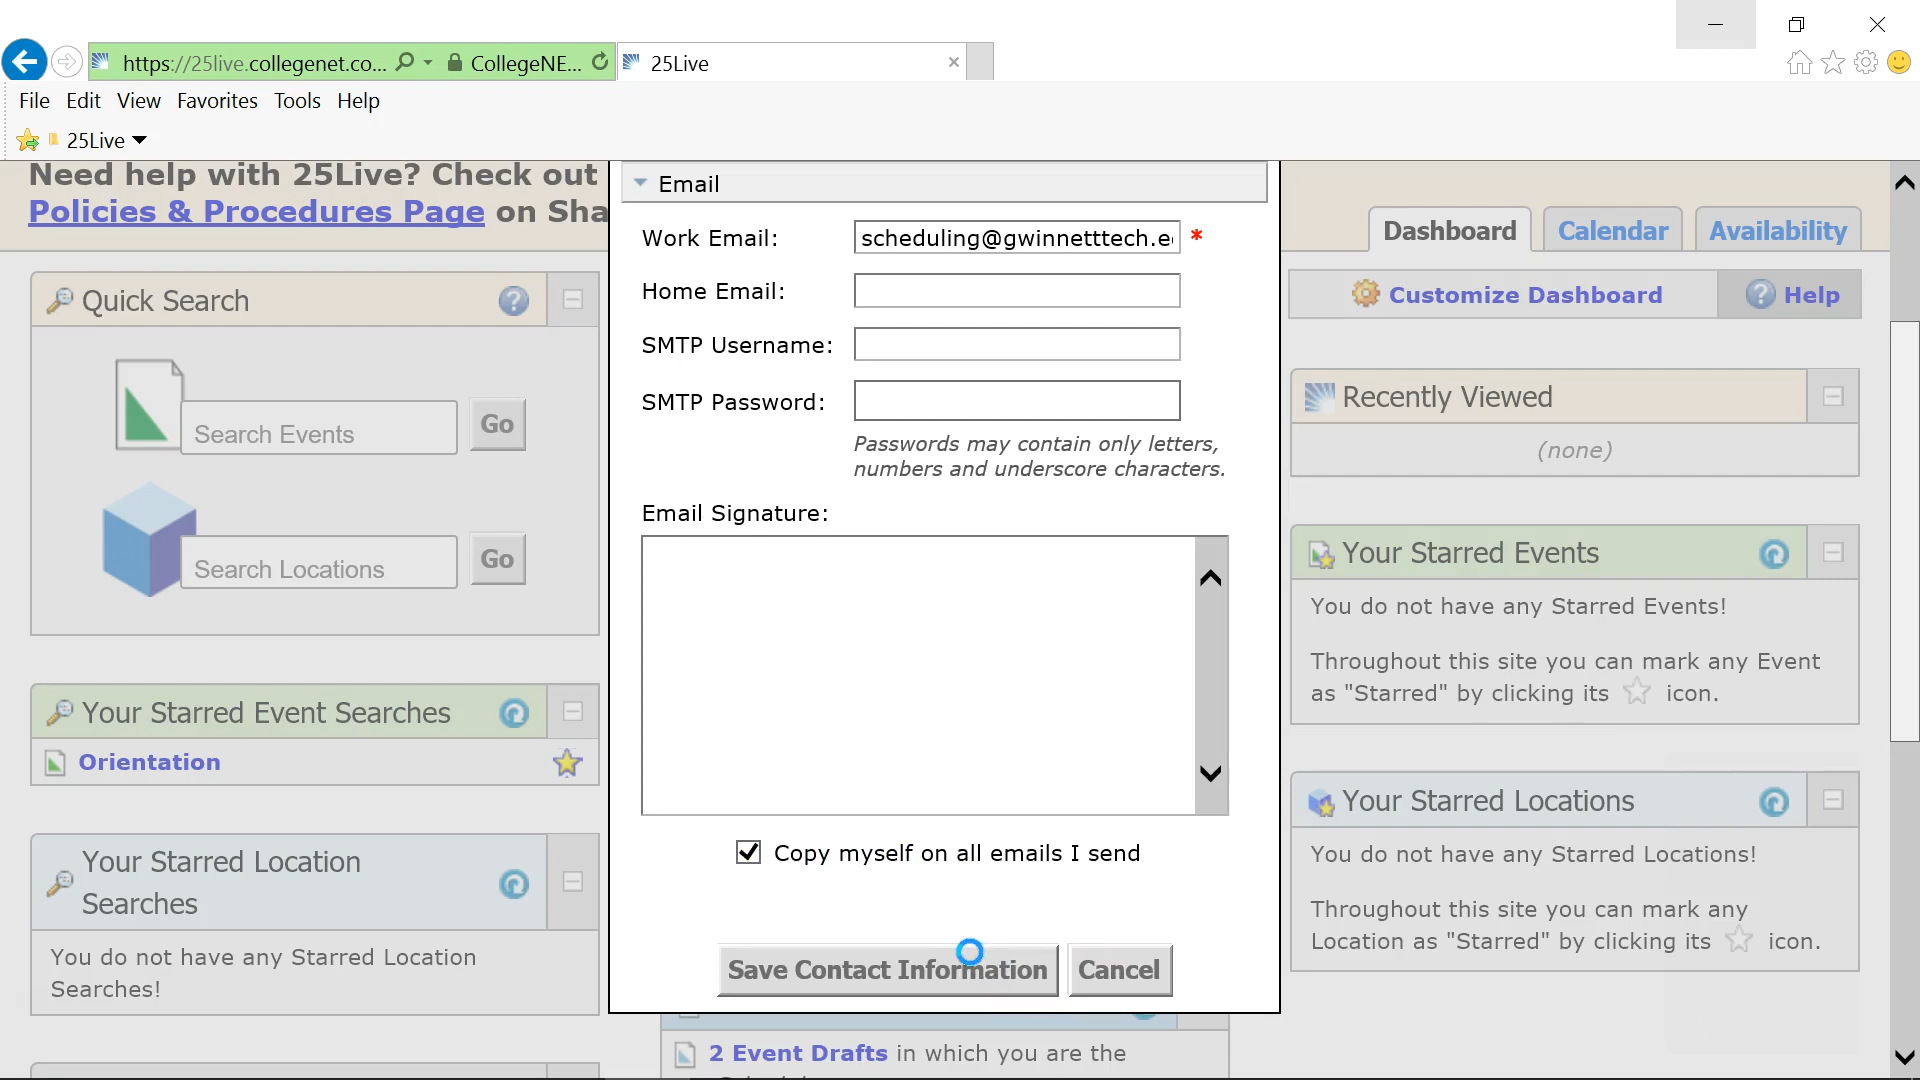 https://25live.collegenet.co...
CollegeNE...
25Live
File Edit View Favorites Tools Help
25Live
Need help with 25Live? Check out
Policies & Procedures Page on Sha
Dashboard
Calendar
Availability
Customize Dashboard
Help
Quick Search
Search Events
Go
Search Locations
Go
Your Starred Event Searches
Orientation
Your Starred Location
Searches
You do not have any Starred Location
Searches!
Email
Work Email: scheduling@gwinnetttech.e *
Home Email:
SMTP Username:
SMTP Password:
Passwords may contain only letters,
numbers and underscore characters.
Email Signature:
Copy myself on all emails I send
Save Contact Information
Cancel
2 Event Drafts in which you are the
Recently Viewed
(none)
Your Starred Events
You do not have any Starred Events!
Throughout this site you can mark any Event
as "Starred" by clicking its icon.
Your Starred Locations
You do not have any Starred Locations!
Throughout this site you can mark any
Location as "Starred" by clicking its icon.